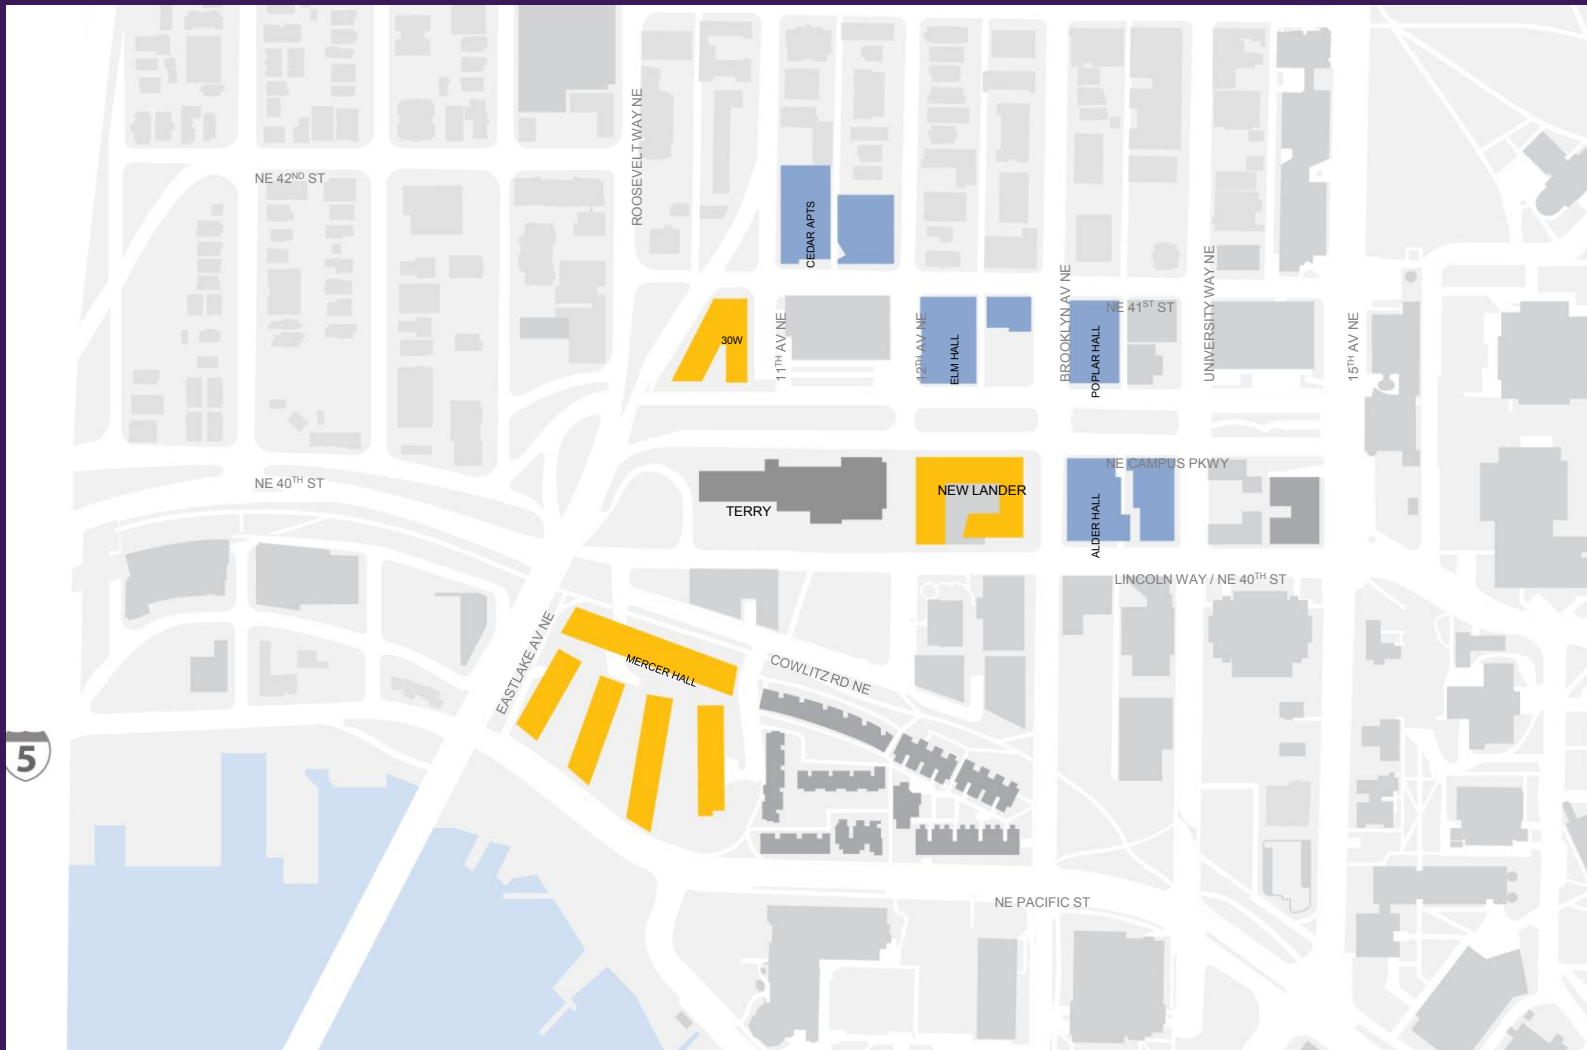 ROOSEVELT WAY NE
NE 42ND ST
CEDAR APTS
UNIVERSITY WAY NE
BROOKLYN AV NE
NE 41ST ST
30W
11TH AV NE
12TH AV NE
ELM HALL
POPLAR HALL
15TH AV NE
NE CAMPUS PKWY
NE 40TH ST
NEW LANDER
TERRY
ALDER HALL
LINCOLN WAY / NE 40TH ST
EASTLAKE AV NE
MERCER HALL
COWLITZ RD NE
5
NE PACIFIC ST